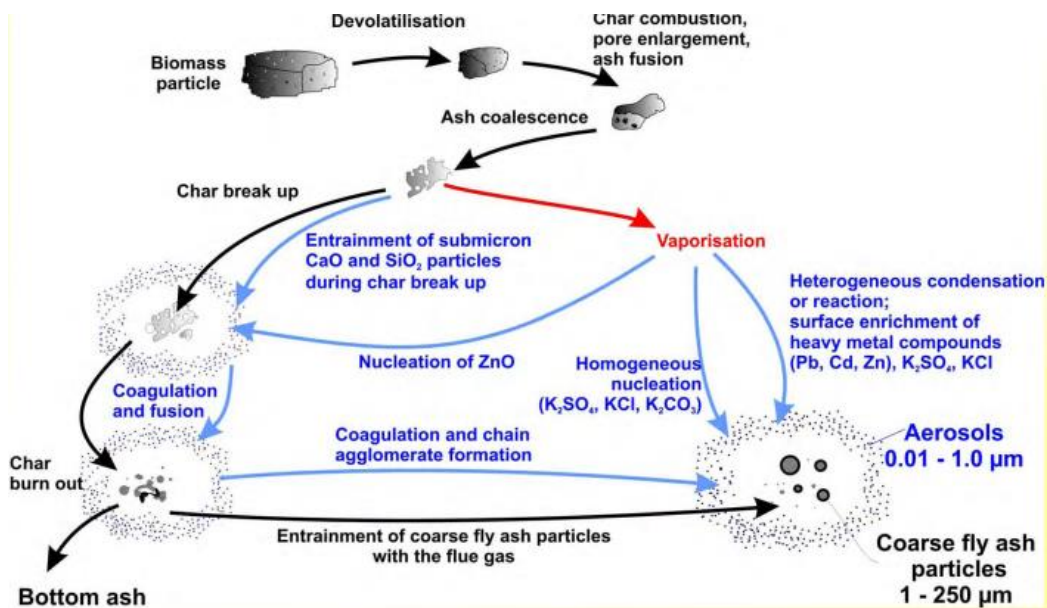 Devolatilisation
Char combustion,
pore enlargement,
ash fusion
Biomass
particle
Ash coalescence
Char break up
Entrainment of submicron
CaO and SiO₂ particles
during char break up
Vaporisation
Heterogeneous condensation
or reaction;
surface enrichment of
heavy metal compounds
(Pb, Cd, Zn), K₂SO₄, KCl
Nucleation of ZnO
Homogeneous
nucleation
(K₂SO₄, KCl, K₂CO₃)
Coagulation
and fusion
Coagulation and chain
agglomerate formation
Aerosols
0.01 - 1.0 µm
Char
burn out
Entrainment of coarse fly ash particles
with the flue gas
Coarse fly ash
particles
1 - 250 µm
Bottom ash